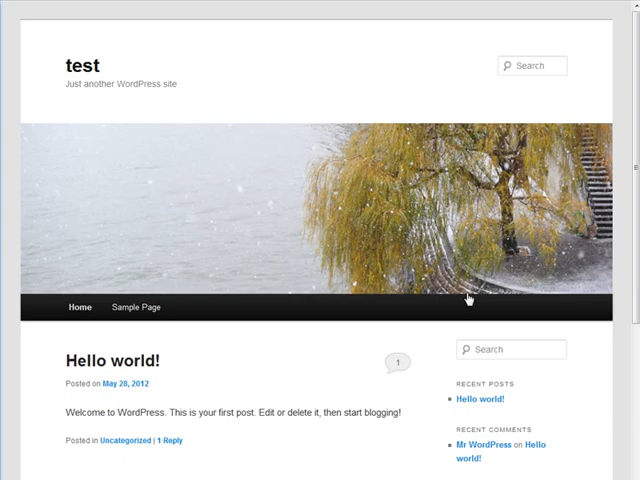 test
Just another WordPress site
Search
Home
Sample Page
Hello world!
1
Posted on May 28, 2012
Welcome to WordPress. This is your first post. Edit or delete it, then start blogging!
Posted in Uncategorized | 1 Reply
Search
RECENT POSTS
Hello world!
RECENT COMMENTS
Mr WordPress on Hello
world!